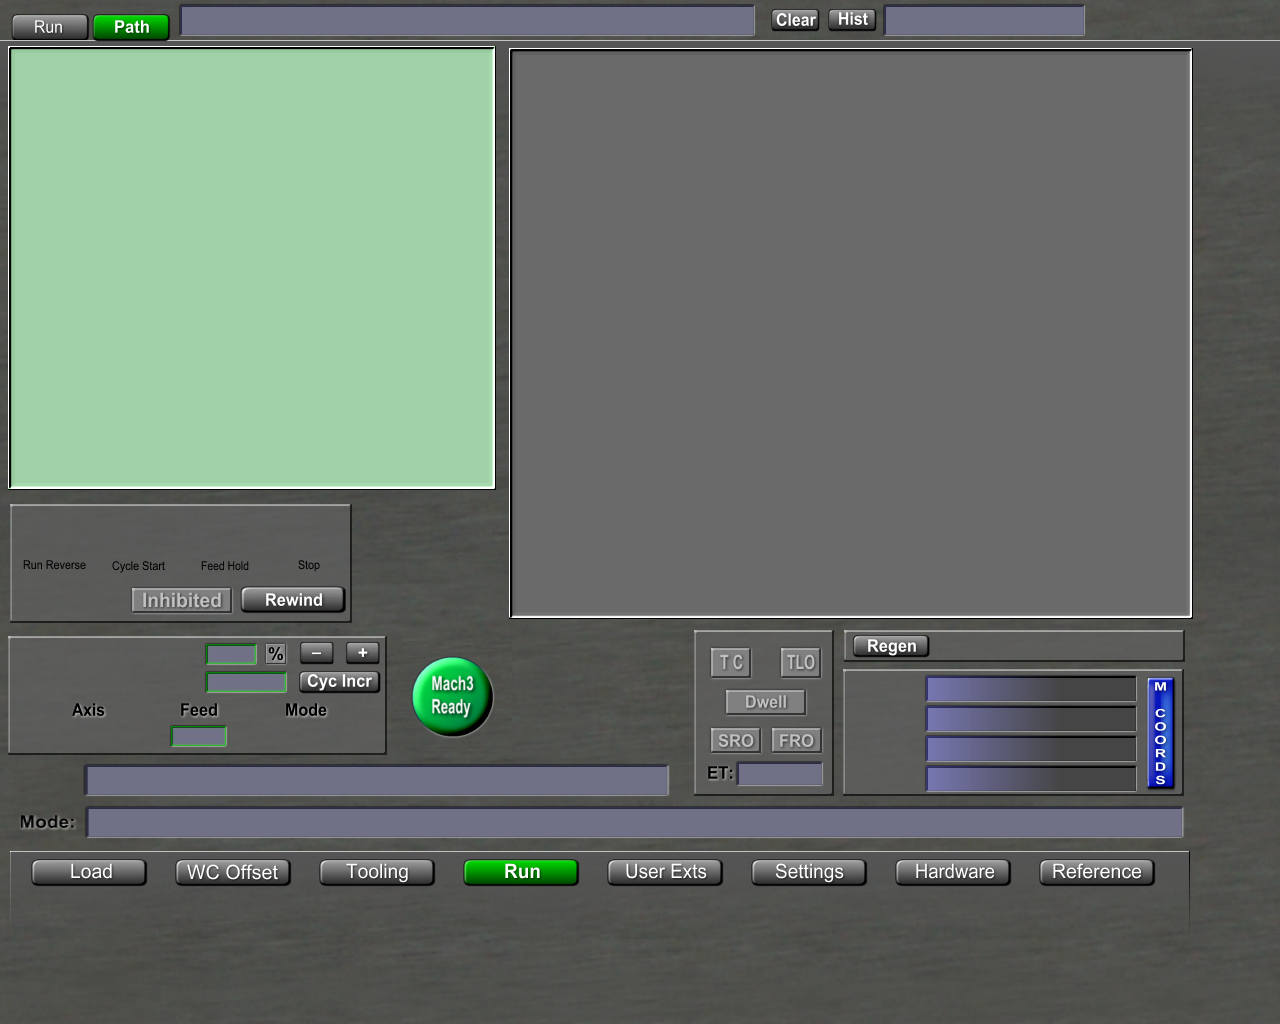 Run Path Clear Hist
Run Reverse Cycle Start Feed Hold Stop
Inhibited Rewind
% − +
Cyc Incr
Axis Feed Mode
Mach3
Ready
T C TLO
Dwell
SRO FRO
ET:
Regen
M COORDS
Mode:
Load WC Offset Tooling Run User Exts Settings Hardware Reference